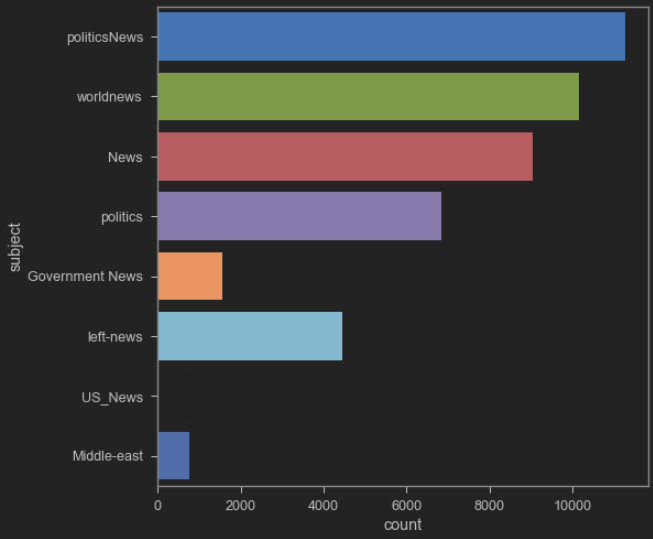 politicsNews
worldnews
News
politics
Government News
left-news
US_News
Middle-east
subject
0 2000 4000 6000 8000 10000
count